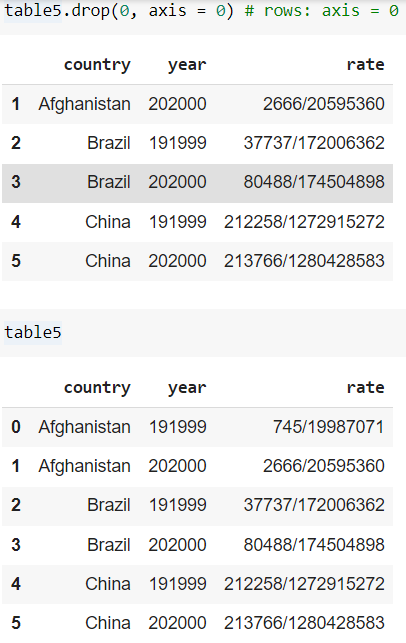 table5.drop(0, axis = 0) # rows: axis = 0
country year rate
1 Afghanistan 202000 2666/20595360
2 Brazil 191999 37737/172006362
3 Brazil 202000 80488/174504898
4 China 191999 212258/1272915272
5 China 202000 213766/1280428583
table5
country year rate
0 Afghanistan 191999 745/19987071
1 Afghanistan 202000 2666/20595360
2 Brazil 191999 37737/172006362
3 Brazil 202000 80488/174504898
4 China 191999 212258/1272915272
5 China 202000 213766/1280428583